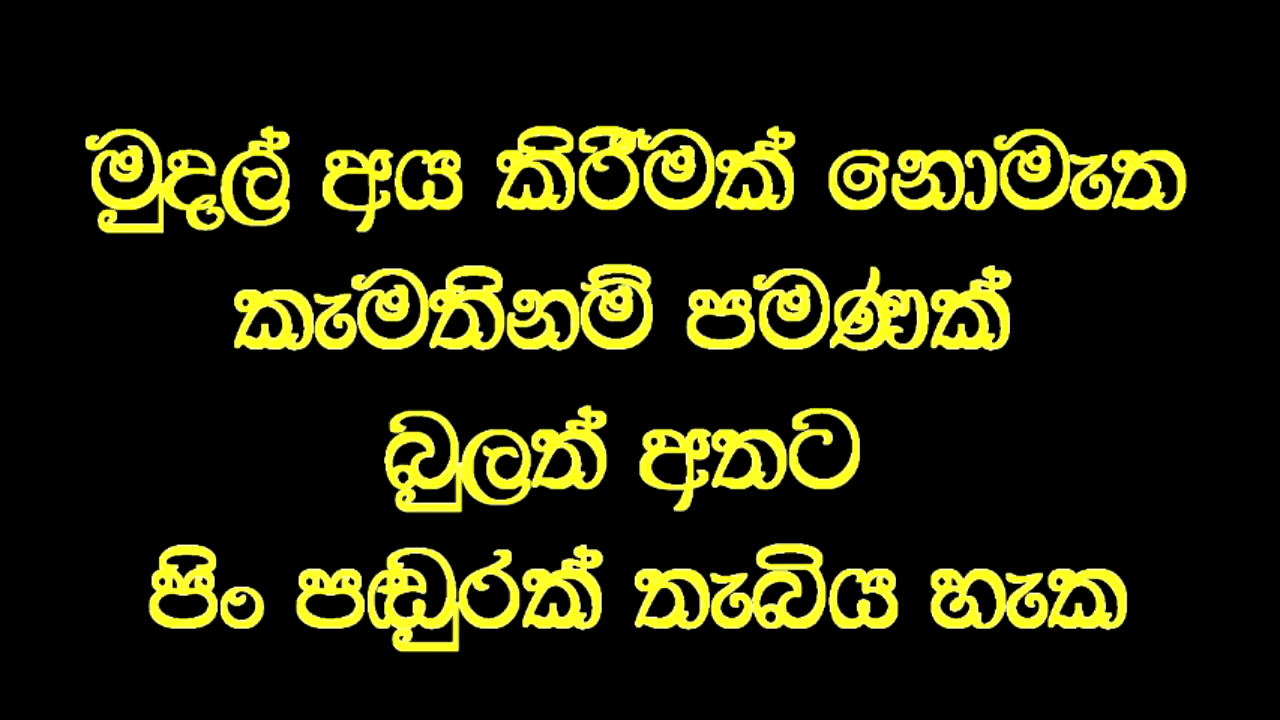 මුදල් අය කිරීමක් නොමැත
කැමතිනම් පමණක්
බුලත් අතට
පිං පඬුරක් තැබිය හැක